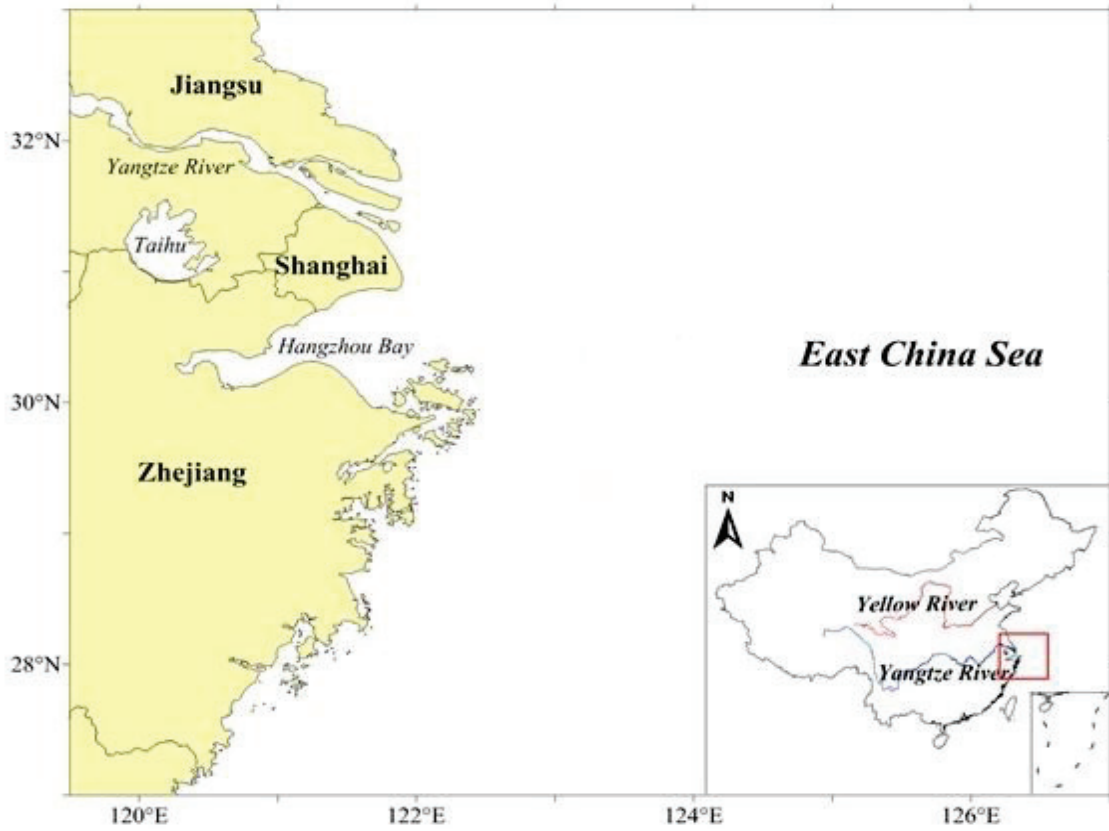 Jiangsu
32°N
Yangtze River
Taihu
Shanghai
Hangzhou Bay
East China Sea
30°N
Zhejiang
N
Yellow River
28°N
Yangtze River
120°E
122°E
124°E
126°E